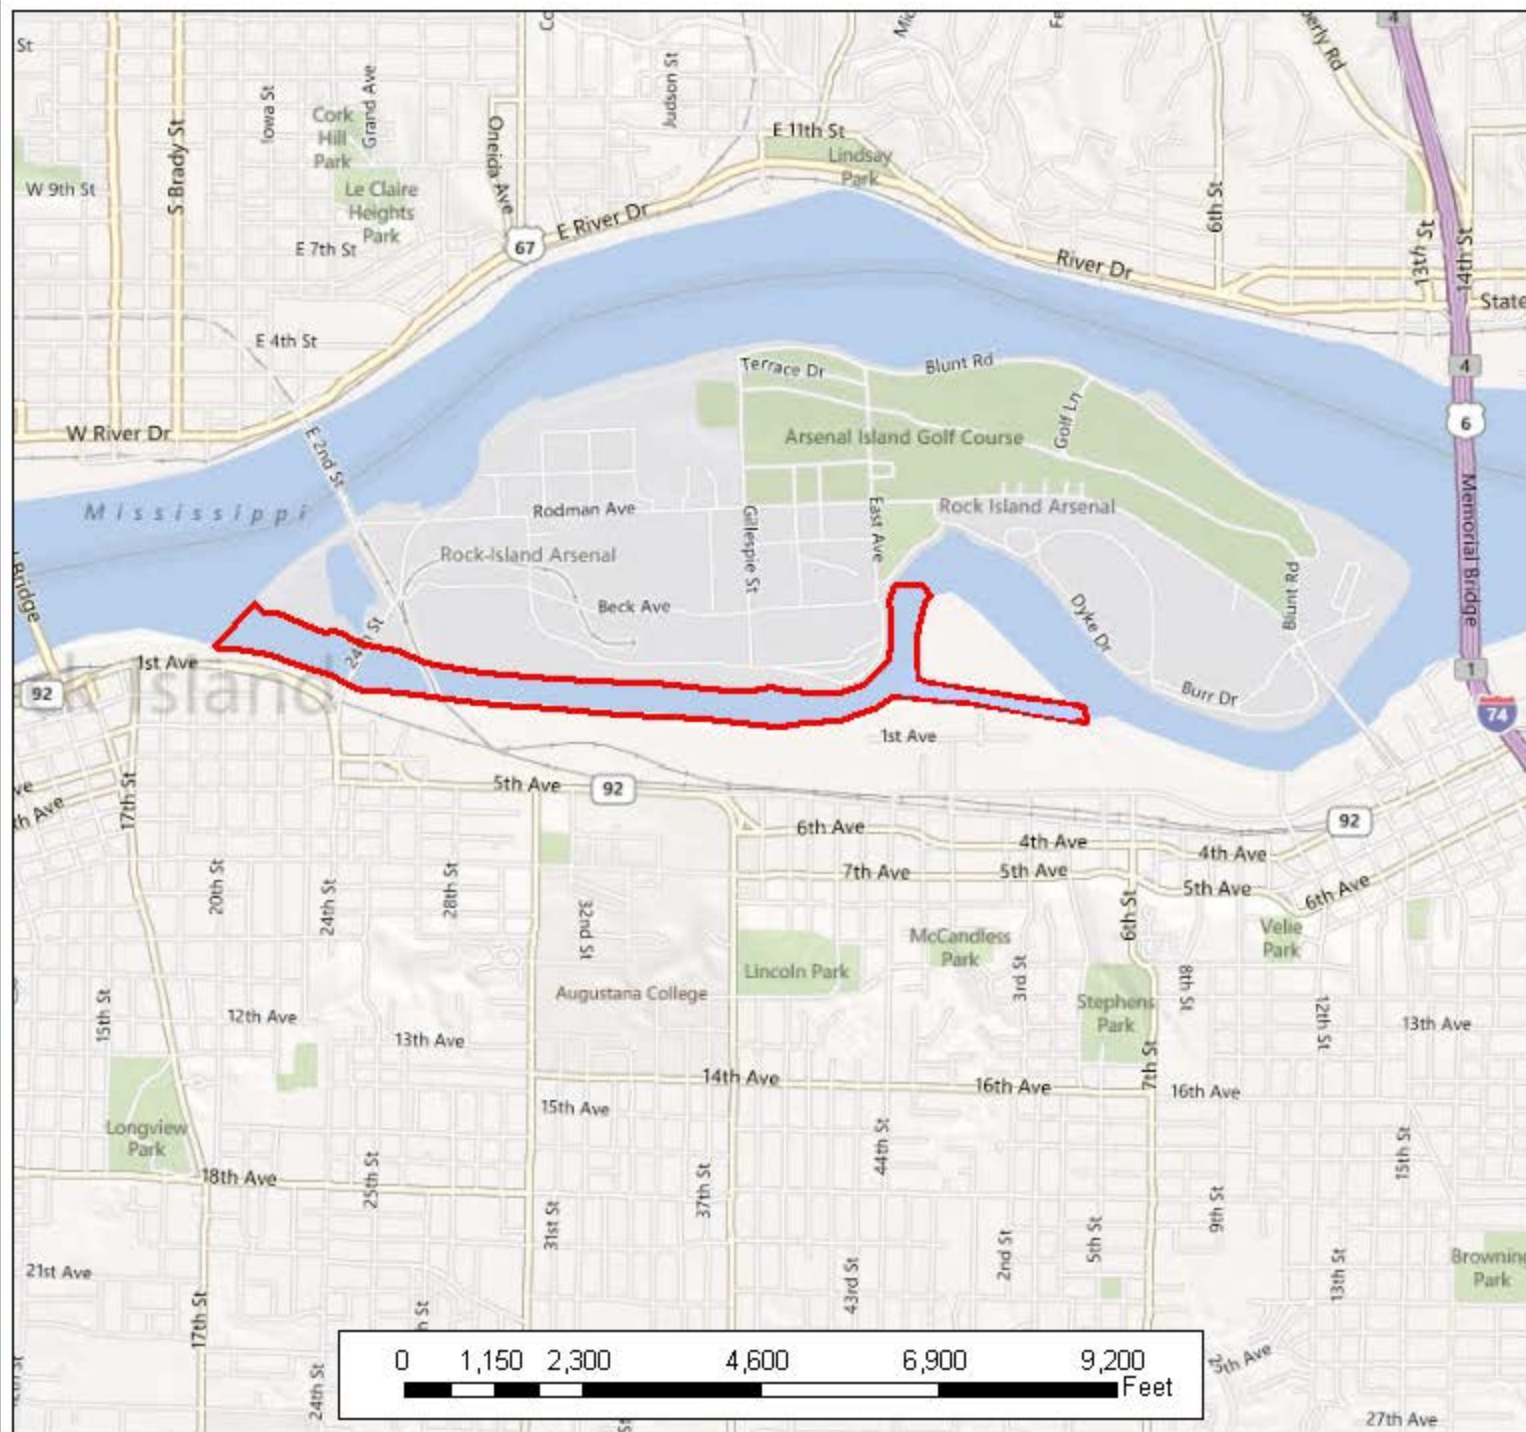 St
Iowa St
Grand Ave
Judson St
Cork
Hill
Park
Oneida Ave
E 11th St
Lindsay
Park
W 9th St
S Brady St
Le Claire
Heights
Park
E 7th St
67
E River Dr
6th St
River Dr
13th St
14th St
State
E 4th St
4
6
W River Dr
E 2nd St
Terrace Dr
Blunt Rd
Golf Ln
Arsenal Island Golf Course
Mississippi
Rodman Ave
Gillespie St
East Ave
Rock Island Arsenal
Memorial Bridge
Rock-Island Arsenal
Bridge
Beck Ave
Dyke Dr
Blunt Rd
24th St
1st Ave
92
Island
Burr Dr
1
74
1st Ave
17th St
5th Ave
92
6th Ave
4th Ave
4th Ave
92
7th Ave
5th Ave
5th Ave
6th Ave
20th St
24th St
28th St
32nd St
6th St
McCandless
Park
Velie
Park
Lincoln Park
3rd St
8th St
Augustana College
Stephens
Park
15th St
12th Ave
13th Ave
12th St
13th Ave
14th Ave
16th Ave
7th St
16th Ave
15th Ave
Longview
Park
44th St
15th St
18th Ave
25th St
37th St
31st St
9th St
2nd St
5th St
21st Ave
43rd St
13th St
Browning
Park
17th St
24th St
0 1,150 2,300 4,600 6,900 9,200
Feet
27th Ave